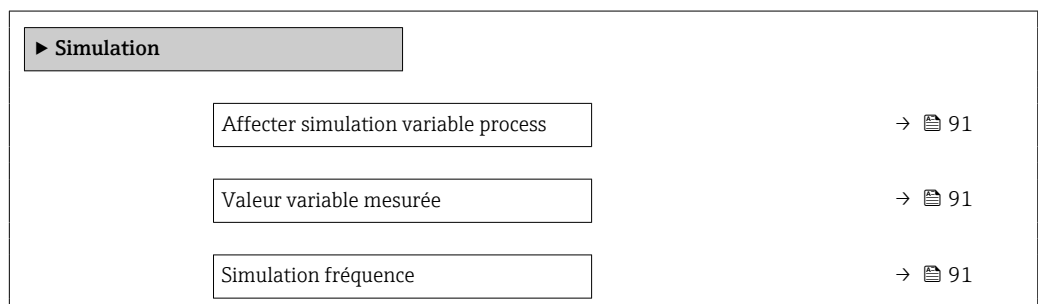 ▶ Simulation
Affecter simulation variable process → 91
Valeur variable mesurée → 91
Simulation fréquence → 91